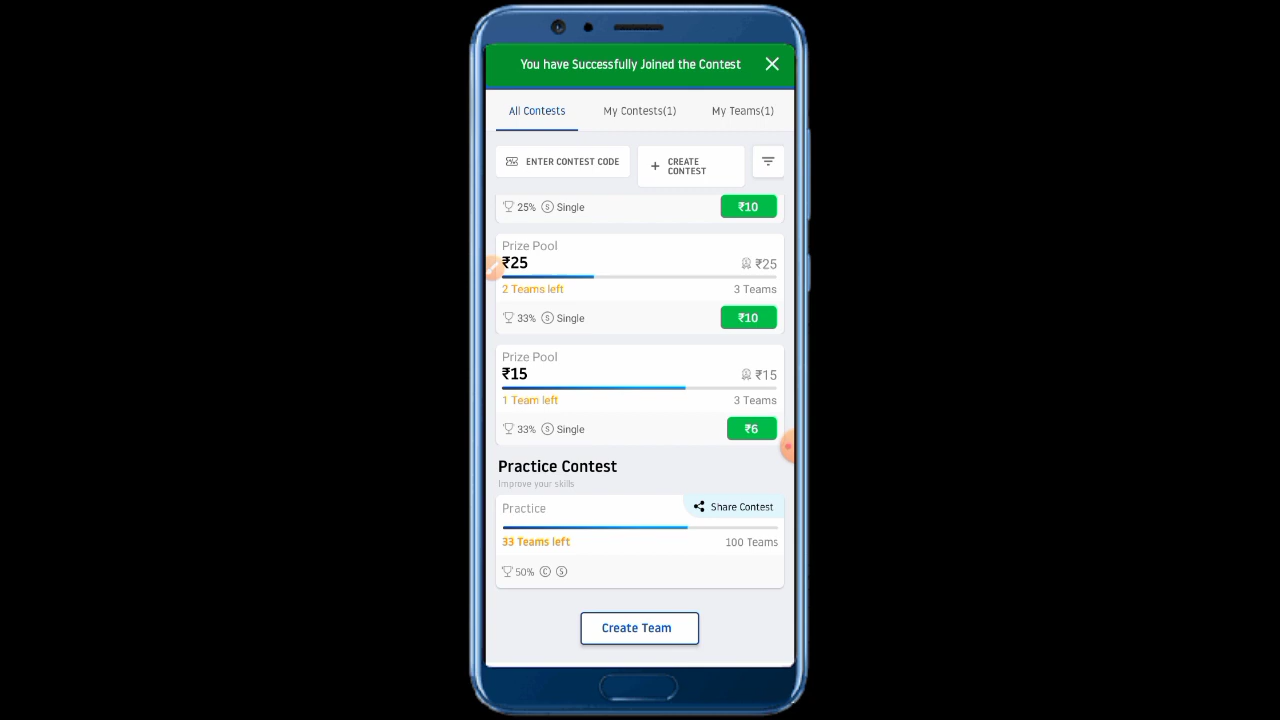 You have Successfully Joined the Contest
All Contests My Contests(1) My Teams(1)
ENTER CONTEST CODE
+ CREATE CONTEST
25% S Single ₹10
Prize Pool
₹25 ₹25
2 Teams left 3 Teams
33% S Single ₹10
Prize Pool
₹15 ₹15
1 Team left 3 Teams
33% S Single ₹6
Practice Contest
Improve your skills
Practice Share Contest
33 Teams left 100 Teams
50% C S
Create Team